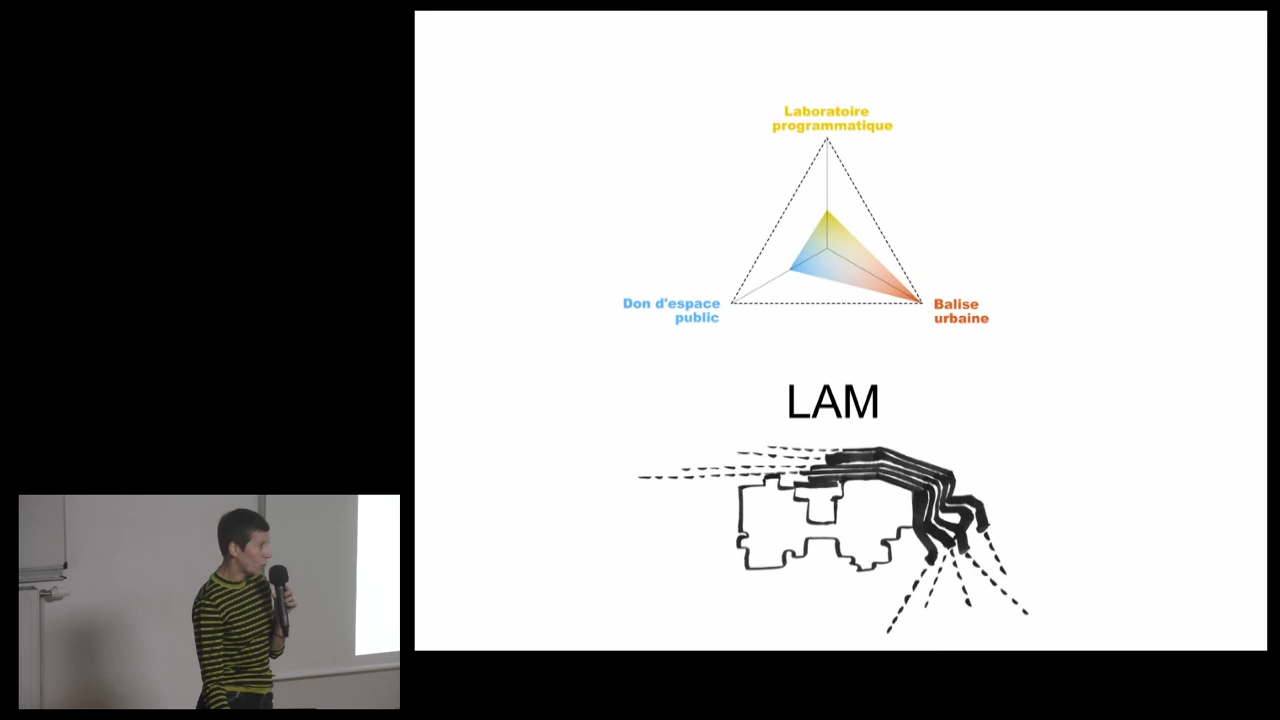 Laboratoire
programmatique
Don d'espace
public
Balise
urbaine
LAM